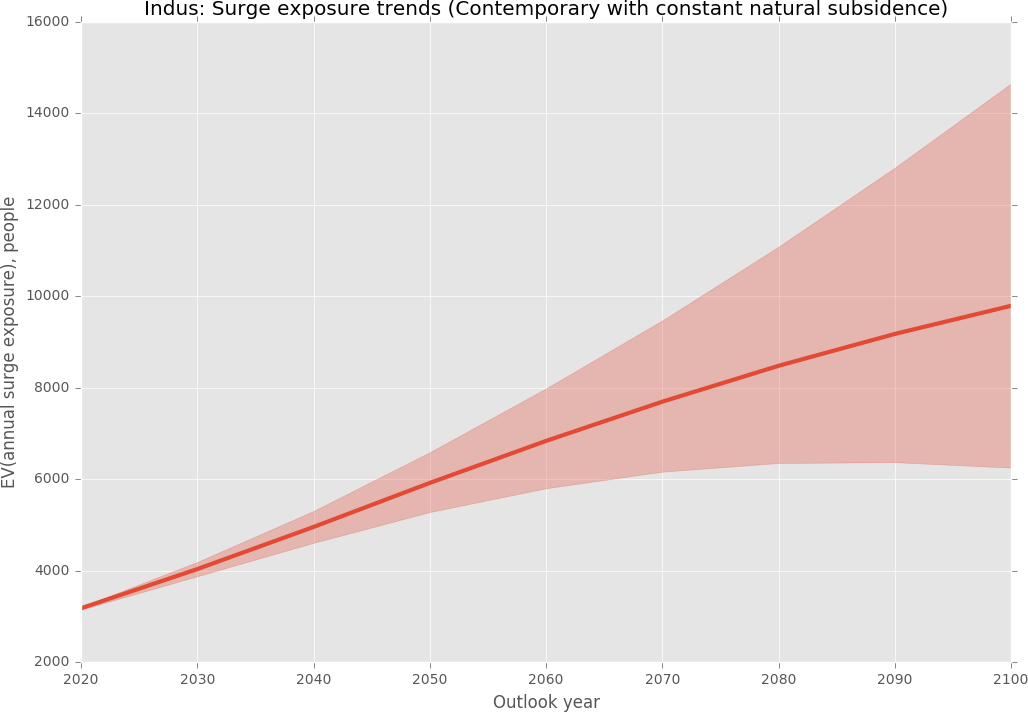 Indus: Surge exposure trends (Contemporary with constant natural subsidence)
16000
14000
12000
10000
8000
6000
4000
2000
EV(annual surge exposure), people
2020 2030 2040 2050 2060 2070 2080 2090 2100
Outlook year